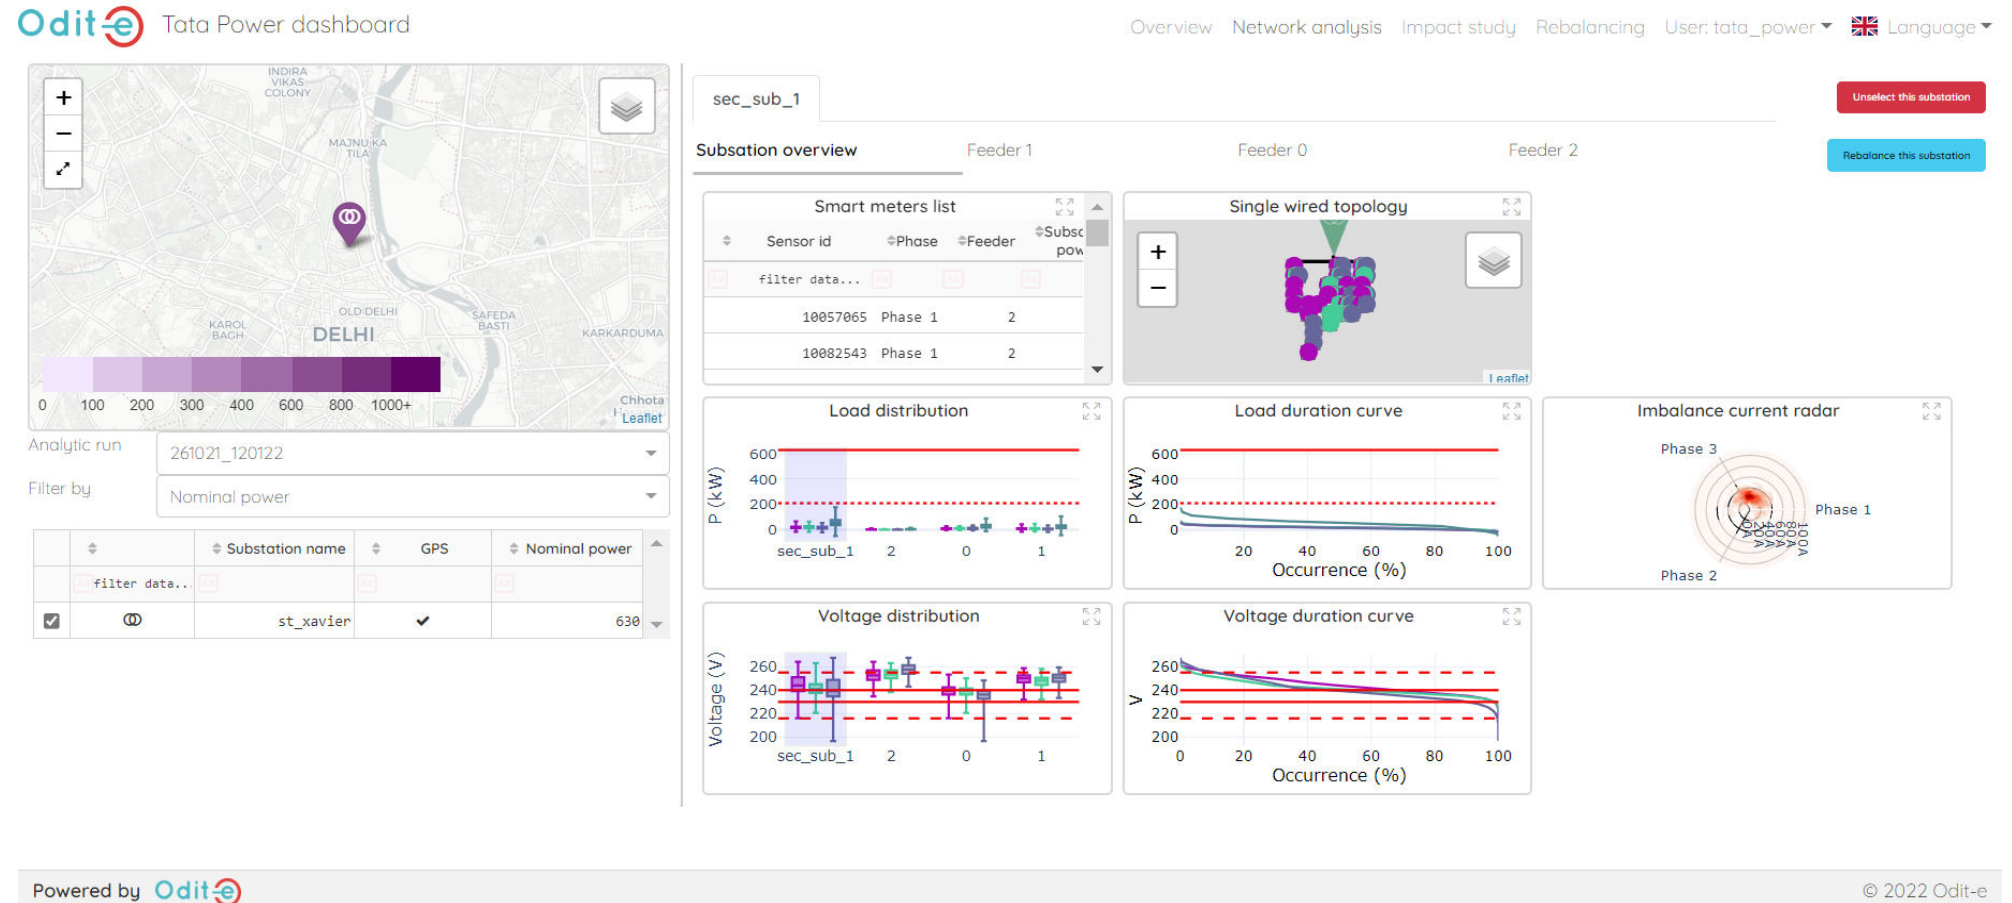 Odit-e Tata Power dashboard
Overview Network analysis Impact study Rebalancing User: tata_power Language
INDIRA
VIKAS
COLONY
+
−
MAJNU KA
TILA
OLD DELHI
KAROL
BAGH
DELHI
SAFEDA
BASTI
KARKARDUMA
0 100 200 300 400 600 800 1000+
Chhota
Leaflet
Analytic run
261021_120122
Filter by
Nominal power
Substation name GPS Nominal power
filter data...
st_xavier 630
sec_sub_1
Unselect this substation
Subsation overview Feeder 1 Feeder 0 Feeder 2
Rebalance this substation
Smart meters list
Sensor id Phase Feeder Subsc
pow
filter data...
10057065 Phase 1 2
10082543 Phase 1 2
Single wired topology
+
−
Leaflet
Load distribution
P (kW)
600
400
200
0
sec_sub_1 2 0 1
Load duration curve
P (kW)
600
400
200
0
20 40 60 80 100
Occurrence (%)
Imbalance current radar
Phase 3
Phase 1
Phase 2
0A
20A
40A
60A
80A
100A
Voltage distribution
Voltage (V)
260
240
220
200
sec_sub_1 2 0 1
Voltage duration curve
V
260
240
220
200
0 20 40 60 80 100
Occurrence (%)
Powered by Odit-e
© 2022 Odit-e